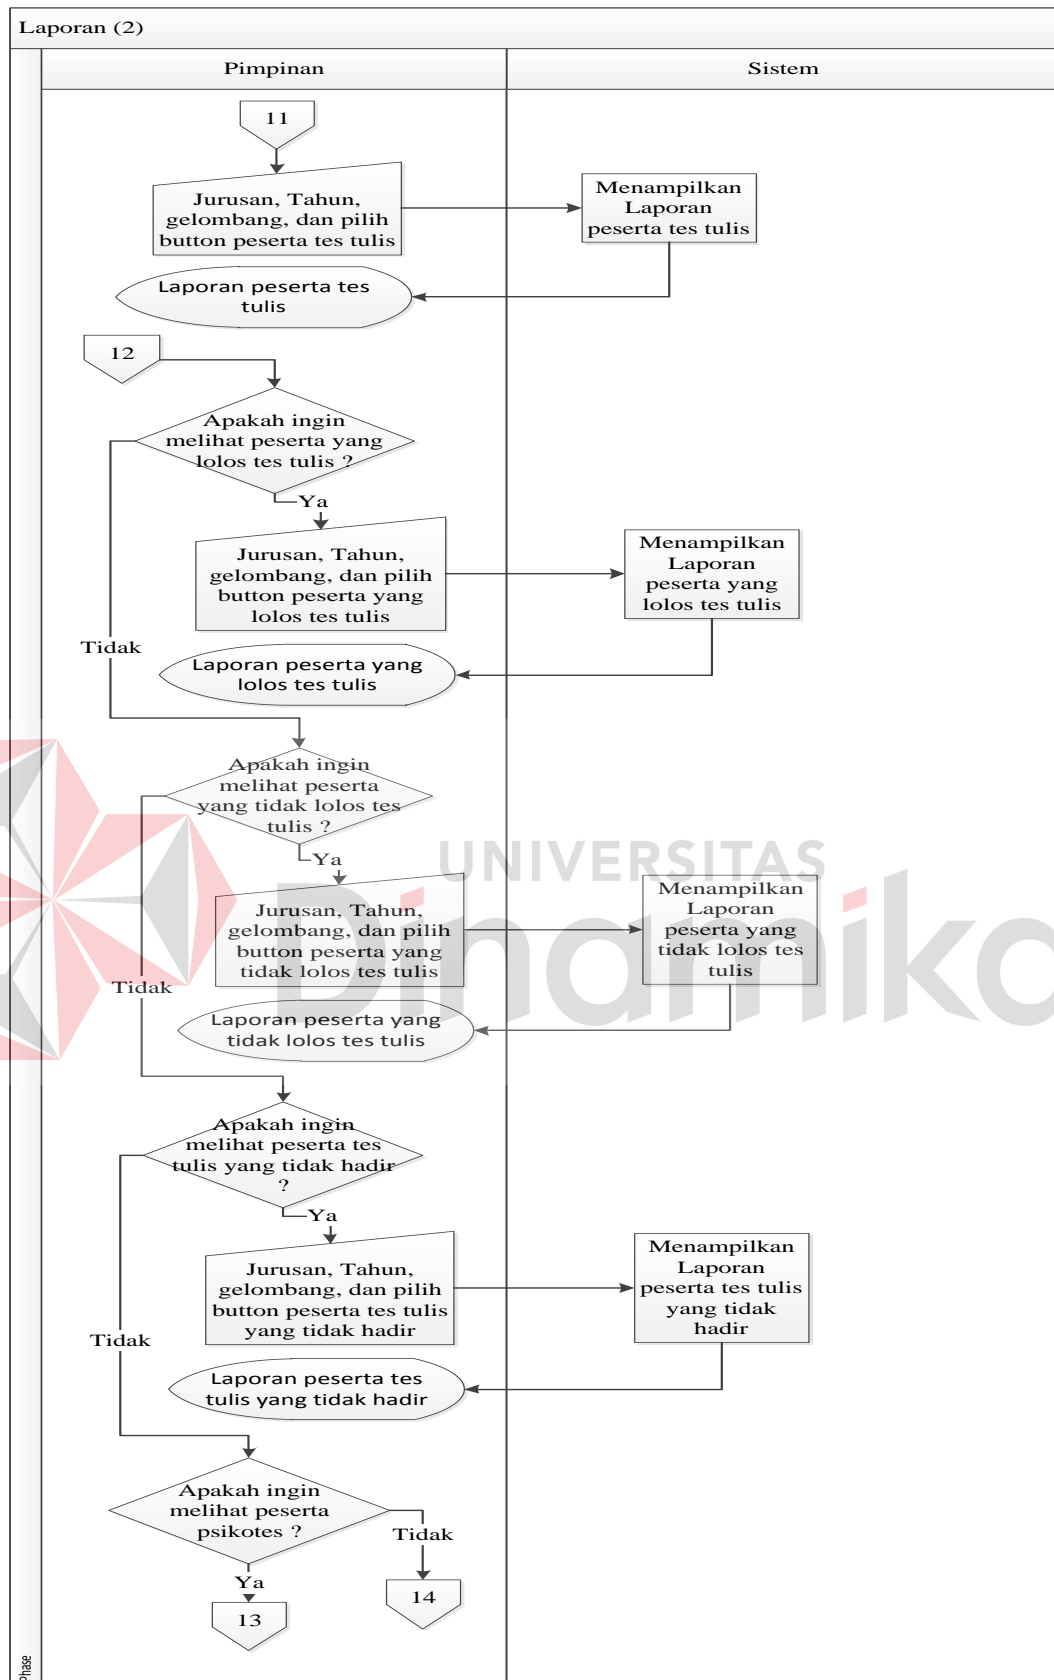 Laporan (2)
Pimpinan
Sistem
11
Jurusan, Tahun,
gelombang, dan pilih
button peserta tes tulis
Menampilkan
Laporan
peserta tes tulis
Laporan peserta tes
tulis
12
Apakah ingin
melihat peserta yang
lolos tes tulis ?
Ya
Jurusan, Tahun,
gelombang, dan pilih
button peserta yang
lolos tes tulis
Menampilkan
Laporan
peserta yang
lolos tes tulis
Tidak
Laporan peserta yang
lolos tes tulis
Apakah ingin
melihat peserta
yang tidak lolos tes
tulis ?
Ya
UNIVERSITAS
Dinamika
Jurusan, Tahun,
gelombang, dan pilih
button peserta yang
tidak lolos tes tulis
Menampilkan
Laporan
peserta yang
tidak lolos tes
tulis
Tidak
Laporan peserta yang
tidak lolos tes tulis
Apakah ingin
melihat peserta tes
tulis yang tidak hadir
?
Ya
Jurusan, Tahun,
gelombang, dan pilih
button peserta tes tulis
yang tidak hadir
Menampilkan
Laporan
peserta tes tulis
yang tidak
hadir
Tidak
Laporan peserta tes
tulis yang tidak hadir
Apakah ingin
melihat peserta
psikotes ?
Tidak
Ya
14
13
Phase